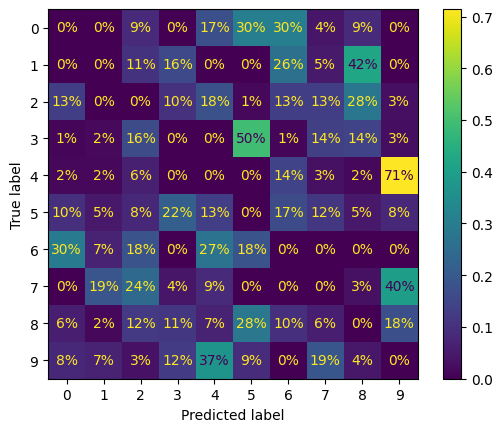 0 0% 0% 9% 0% 17% 30% 30% 4% 9% 0%
1 0% 0% 11% 16% 0% 0% 26% 5% 42% 0%
2 13% 0% 0% 10% 18% 1% 13% 13% 28% 3%
3 1% 2% 16% 0% 0% 50% 1% 14% 14% 3%
4 2% 2% 6% 0% 0% 0% 14% 3% 2% 71%
5 10% 5% 8% 22% 13% 0% 17% 12% 5% 8%
6 30% 7% 18% 0% 27% 18% 0% 0% 0% 0%
7 0% 19% 24% 4% 9% 0% 0% 0% 3% 40%
8 6% 2% 12% 11% 7% 28% 10% 6% 0% 18%
9 8% 7% 3% 12% 37% 9% 0% 19% 4% 0%
0 1 2 3 4 5 6 7 8 9
Predicted label
True label
0.7
0.6
0.5
0.4
0.3
0.2
0.1
0.0